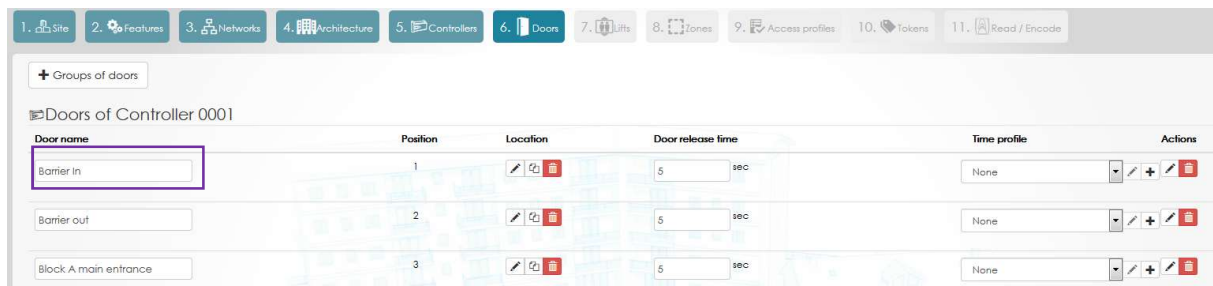 1. Site 2. Features 3. Networks 4. Architecture 5. Controllers 6. Doors 7. Lifts 8. Zones 9. Access profiles 10. Tokens 11. Read / Encode
+ Groups of doors
Doors of Controller 0001
Door name Position Location Door release time Time profile Actions
Barrier In 1 5 sec None
Barrier out 2 5 sec None
Block A main entrance 3 5 sec None